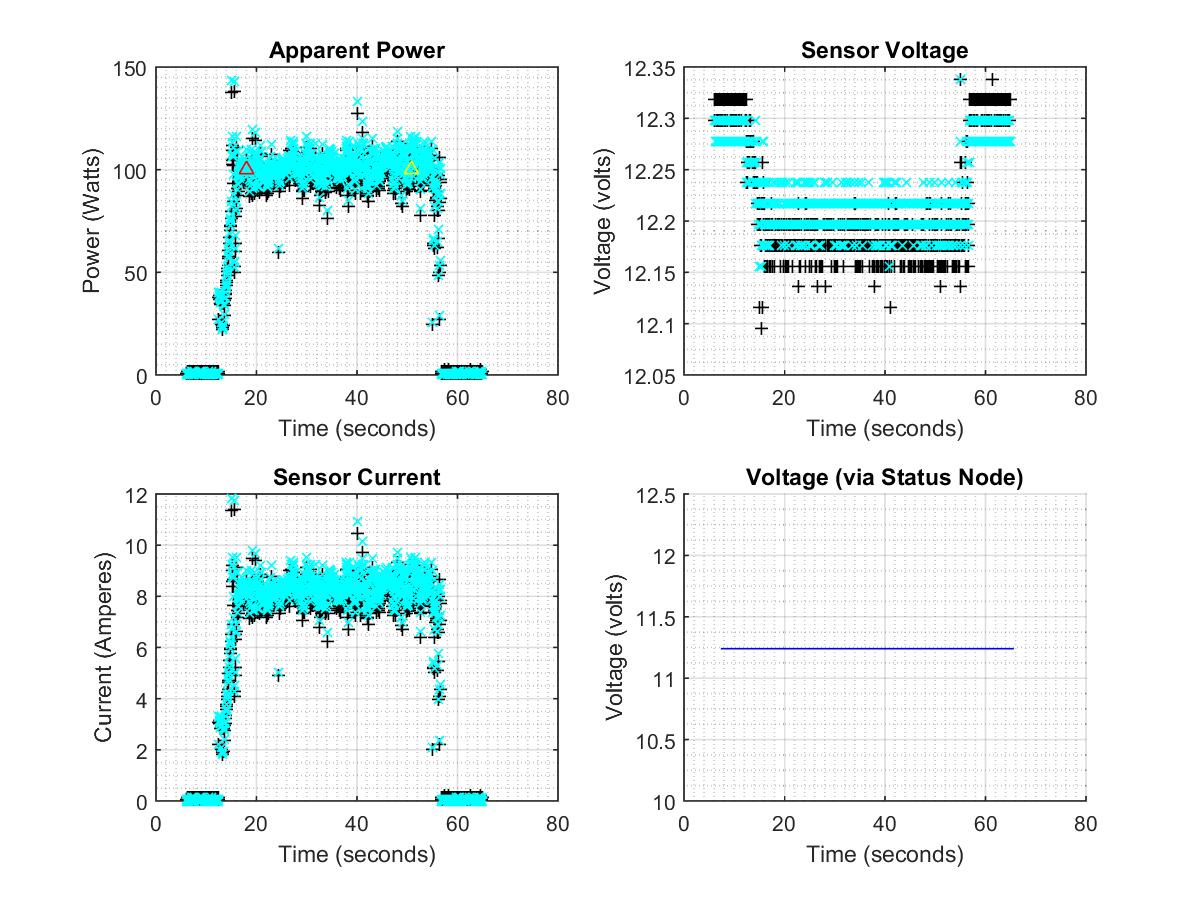 Apparent Power
150
100
50
0
Power (Watts)
0 20 40 60 80
Time (seconds)
Sensor Voltage
12.35
12.3
12.25
12.2
12.15
12.1
12.05
Voltage (volts)
0 20 40 60 80
Time (seconds)
Sensor Current
12
10
8
6
4
2
0
Current (Amperes)
0 20 40 60 80
Time (seconds)
Voltage (via Status Node)
12.5
12
11.5
11
10.5
10
Voltage (volts)
0 20 40 60 80
Time (seconds)